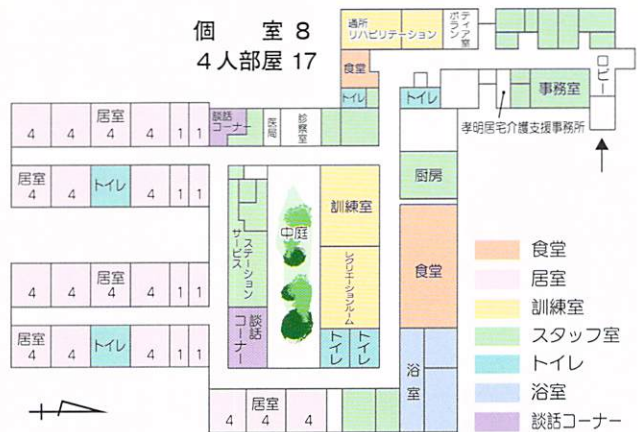 個　室 8
4人部屋 17
通所
リハビリテーション
ボラン
ティア室
食堂
トイレ
トイレ
事務室
ロビー
孝明居宅介護支援事務所
居室
4 4 4 4 1 1
談話
コーナー
医局
診察室
居室
4 4 トイレ 4 1 1
厨房
訓練室
中庭
サービス
ステーション
レクリエーションルーム
食堂
居室
4 4 4 4 1 1
居室
4 4 トイレ 4 1 1
談話
コーナー
トイレ
トイレ
浴室
居室
4 4 4
食堂
居室
訓練室
スタッフ室
トイレ
浴室
談話コーナー